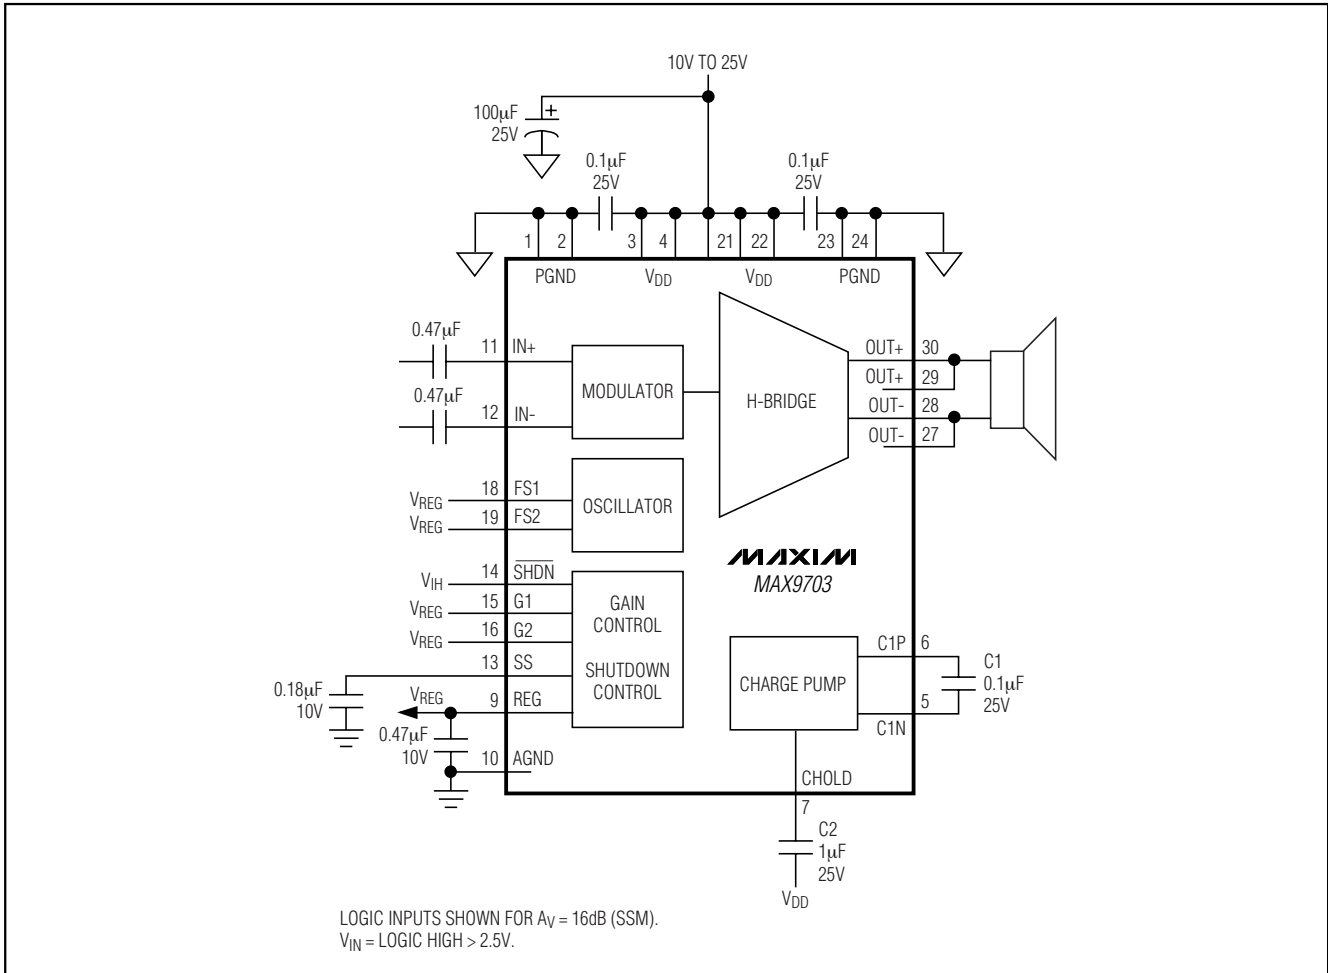 10V TO 25V
100µF
25V
+
0.1µF
25V
0.1µF
25V
1
2
3
4
21
22
23
24
PGND
VDD
VDD
PGND
0.47µF
11
IN+
0.47µF
12
IN-
MODULATOR
H-BRIDGE
OUT+
30
OUT+
29
OUT-
28
OUT-
27
VREG
18
FS1
VREG
19
FS2
OSCILLATOR
MAXIM
MAX9703
VIH
14
SHDN
VREG
15
G1
VREG
16
G2
13
SS
0.18µF
10V
VREG
9
REG
0.47µF
10V
10
AGND
GAIN
CONTROL
SHUTDOWN
CONTROL
CHARGE PUMP
C1P
6
C1
0.1µF
25V
5
C1N
CHOLD
7
C2
1µF
25V
VDD
LOGIC INPUTS SHOWN FOR AV = 16dB (SSM).
VIN = LOGIC HIGH > 2.5V.